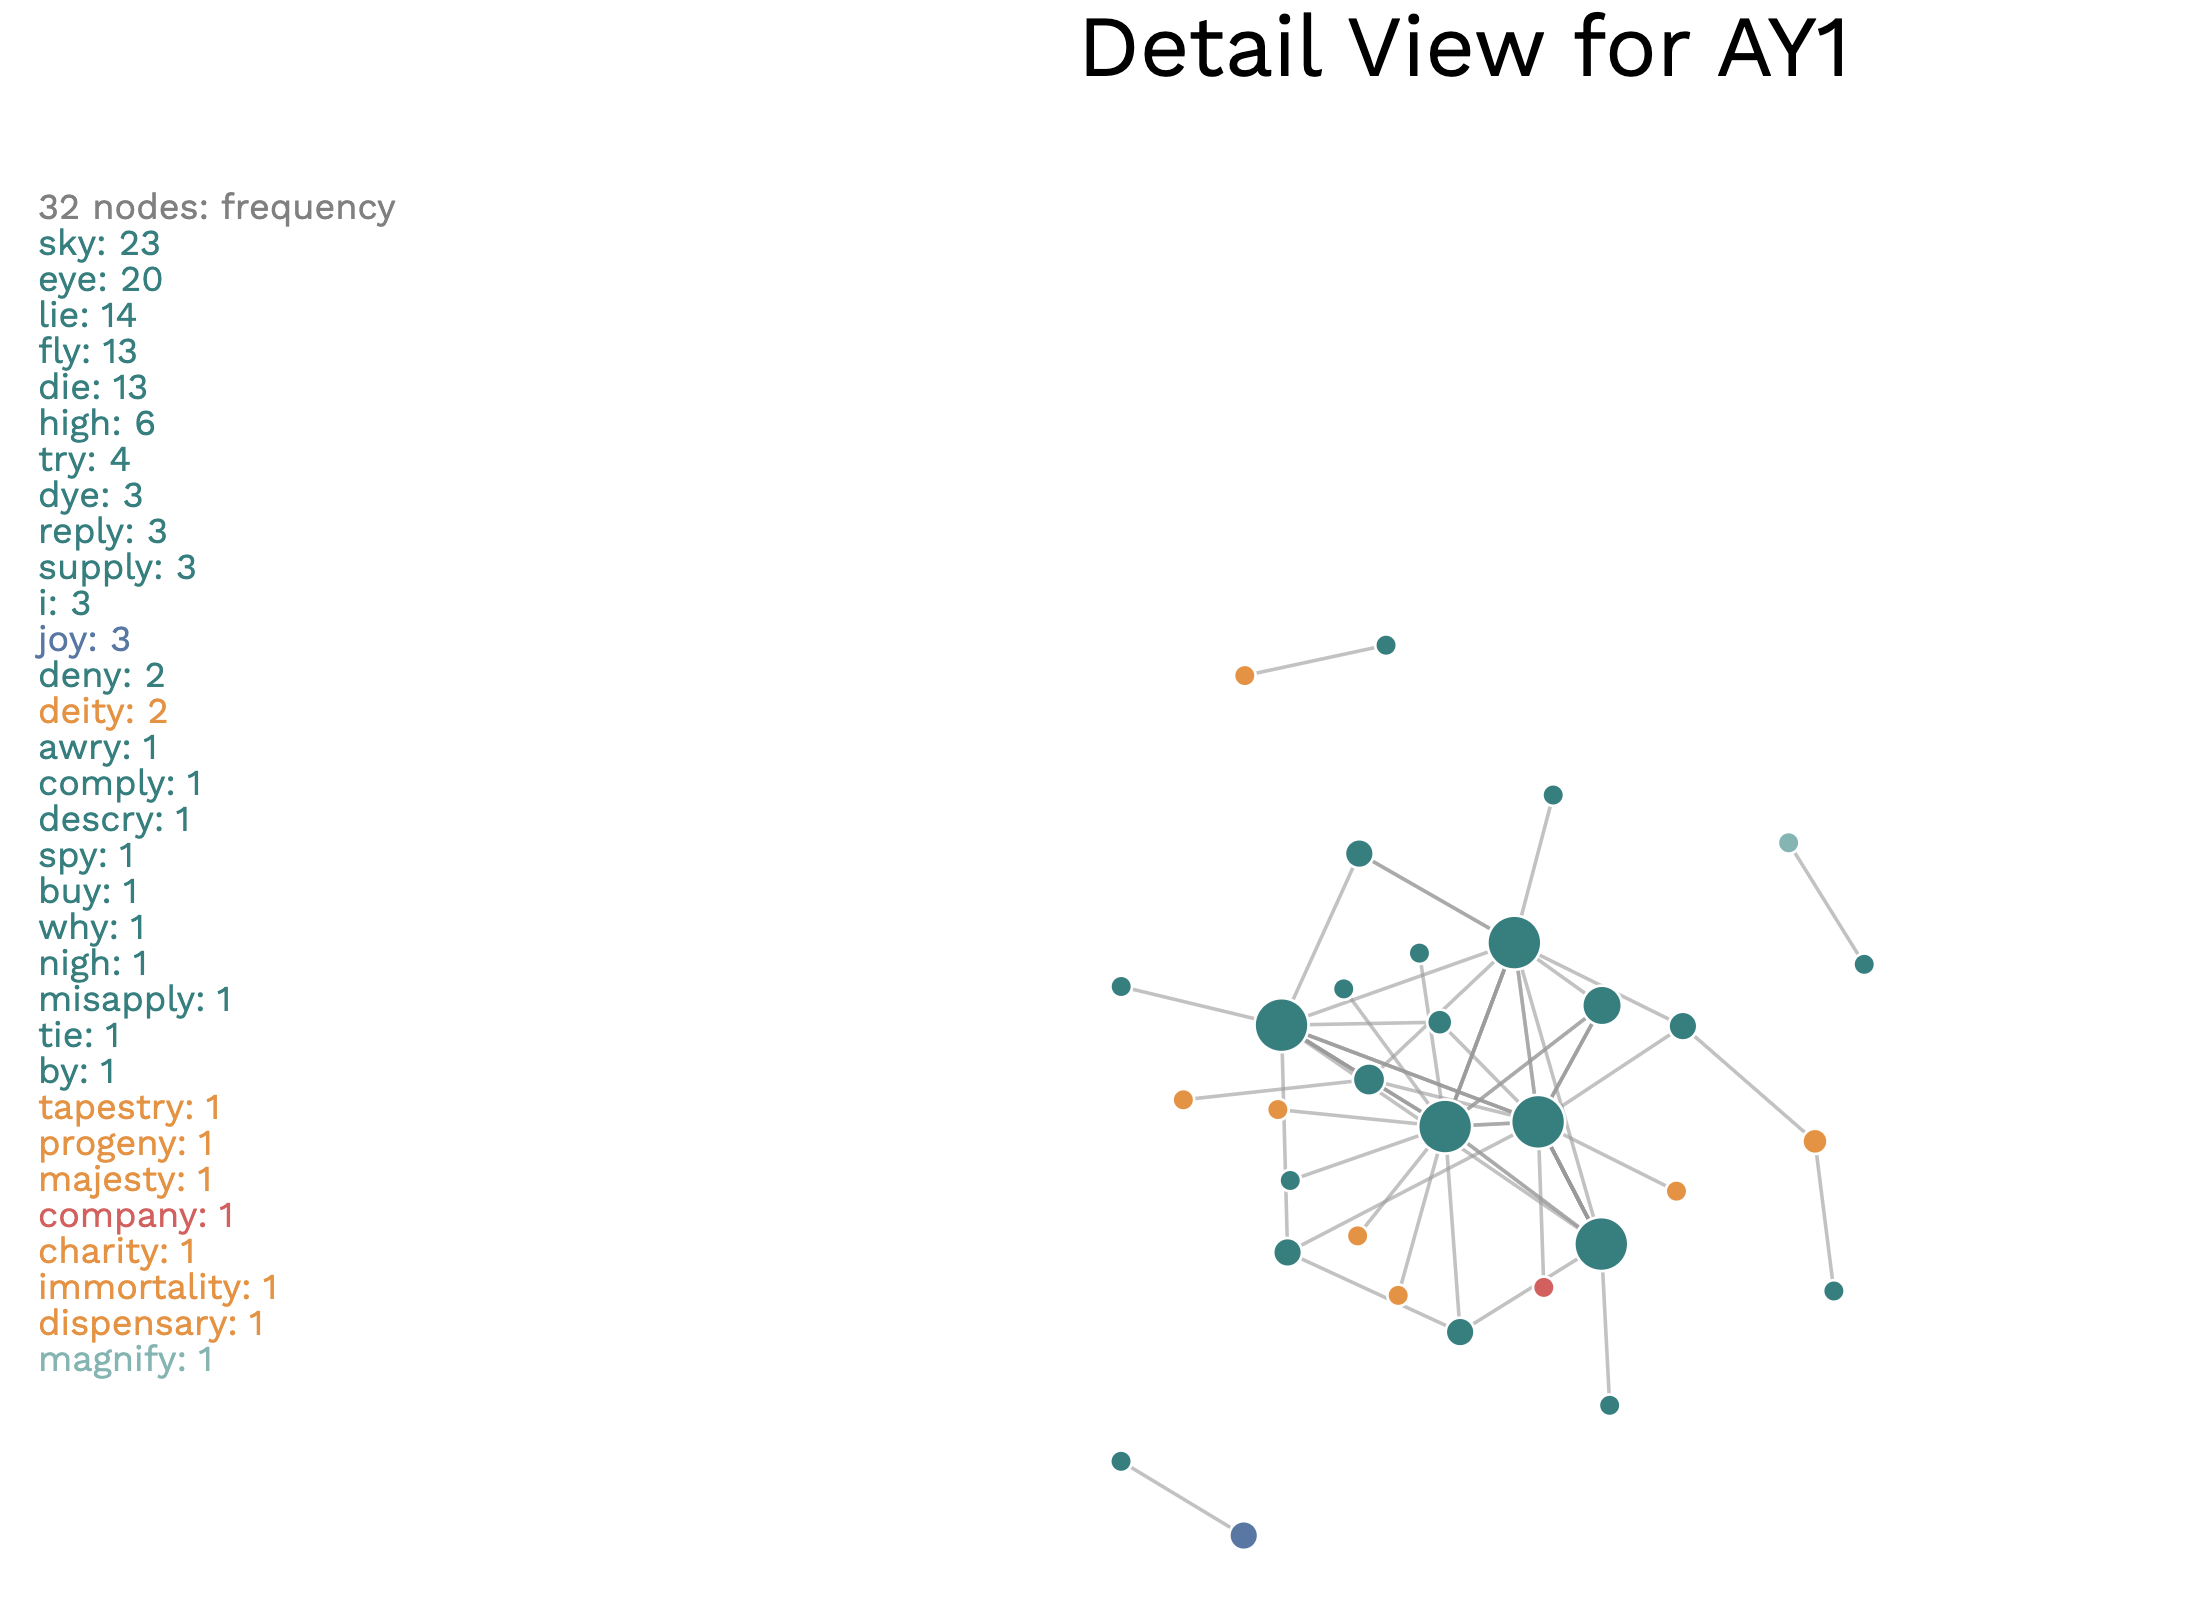 Detail View for AY1
32 nodes: frequency
sky: 23
eye: 20
lie: 14
fly: 13
die: 13
high: 6
try: 4
dye: 3
reply: 3
supply: 3
i: 3
joy: 3
deny: 2
deity: 2
awry: 1
comply: 1
descry: 1
spy: 1
buy: 1
why: 1
nigh: 1
misapply: 1
tie: 1
by: 1
tapestry: 1
progeny: 1
majesty: 1
company: 1
charity: 1
immortality: 1
dispensary: 1
magnify: 1